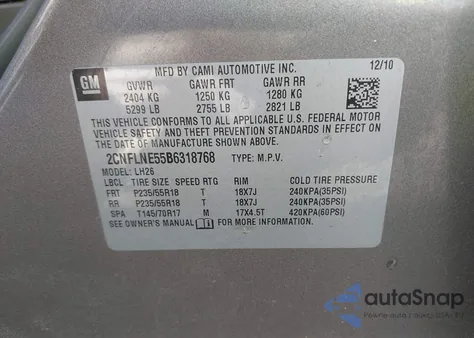 MFD BY CAMI AUTOMOTIVE INC. 12/10
GM GVWR GAWR FRT GAWR RR
2404 KG 1250 KG 1280 KG
5299 LB 2755 LB 2821 LB
THIS VEHICLE CONFORMS TO ALL APPLICABLE U.S. FEDERAL MOTOR
VEHICLE SAFETY AND THEFT PREVENTION STANDARDS IN EFFECT ON THE
DATE OF MANUFACTURE SHOWN ABOVE.
2CNFLNE55B6318768 TYPE: M.P.V.
MODEL: LH26
LBCL TIRE SIZE SPEED RTG RIM COLD TIRE PRESSURE
FRT P235/55R18 T 18X7J 240KPA(35PSI)
RR P235/55R18 T 18X7J 240KPA(35PSI)
SPA T145/70R17 M 17X4.5T 420KPA(60PSI)
SEE OWNER'S MANUAL FOR MORE INFORMATION.
autoSnap